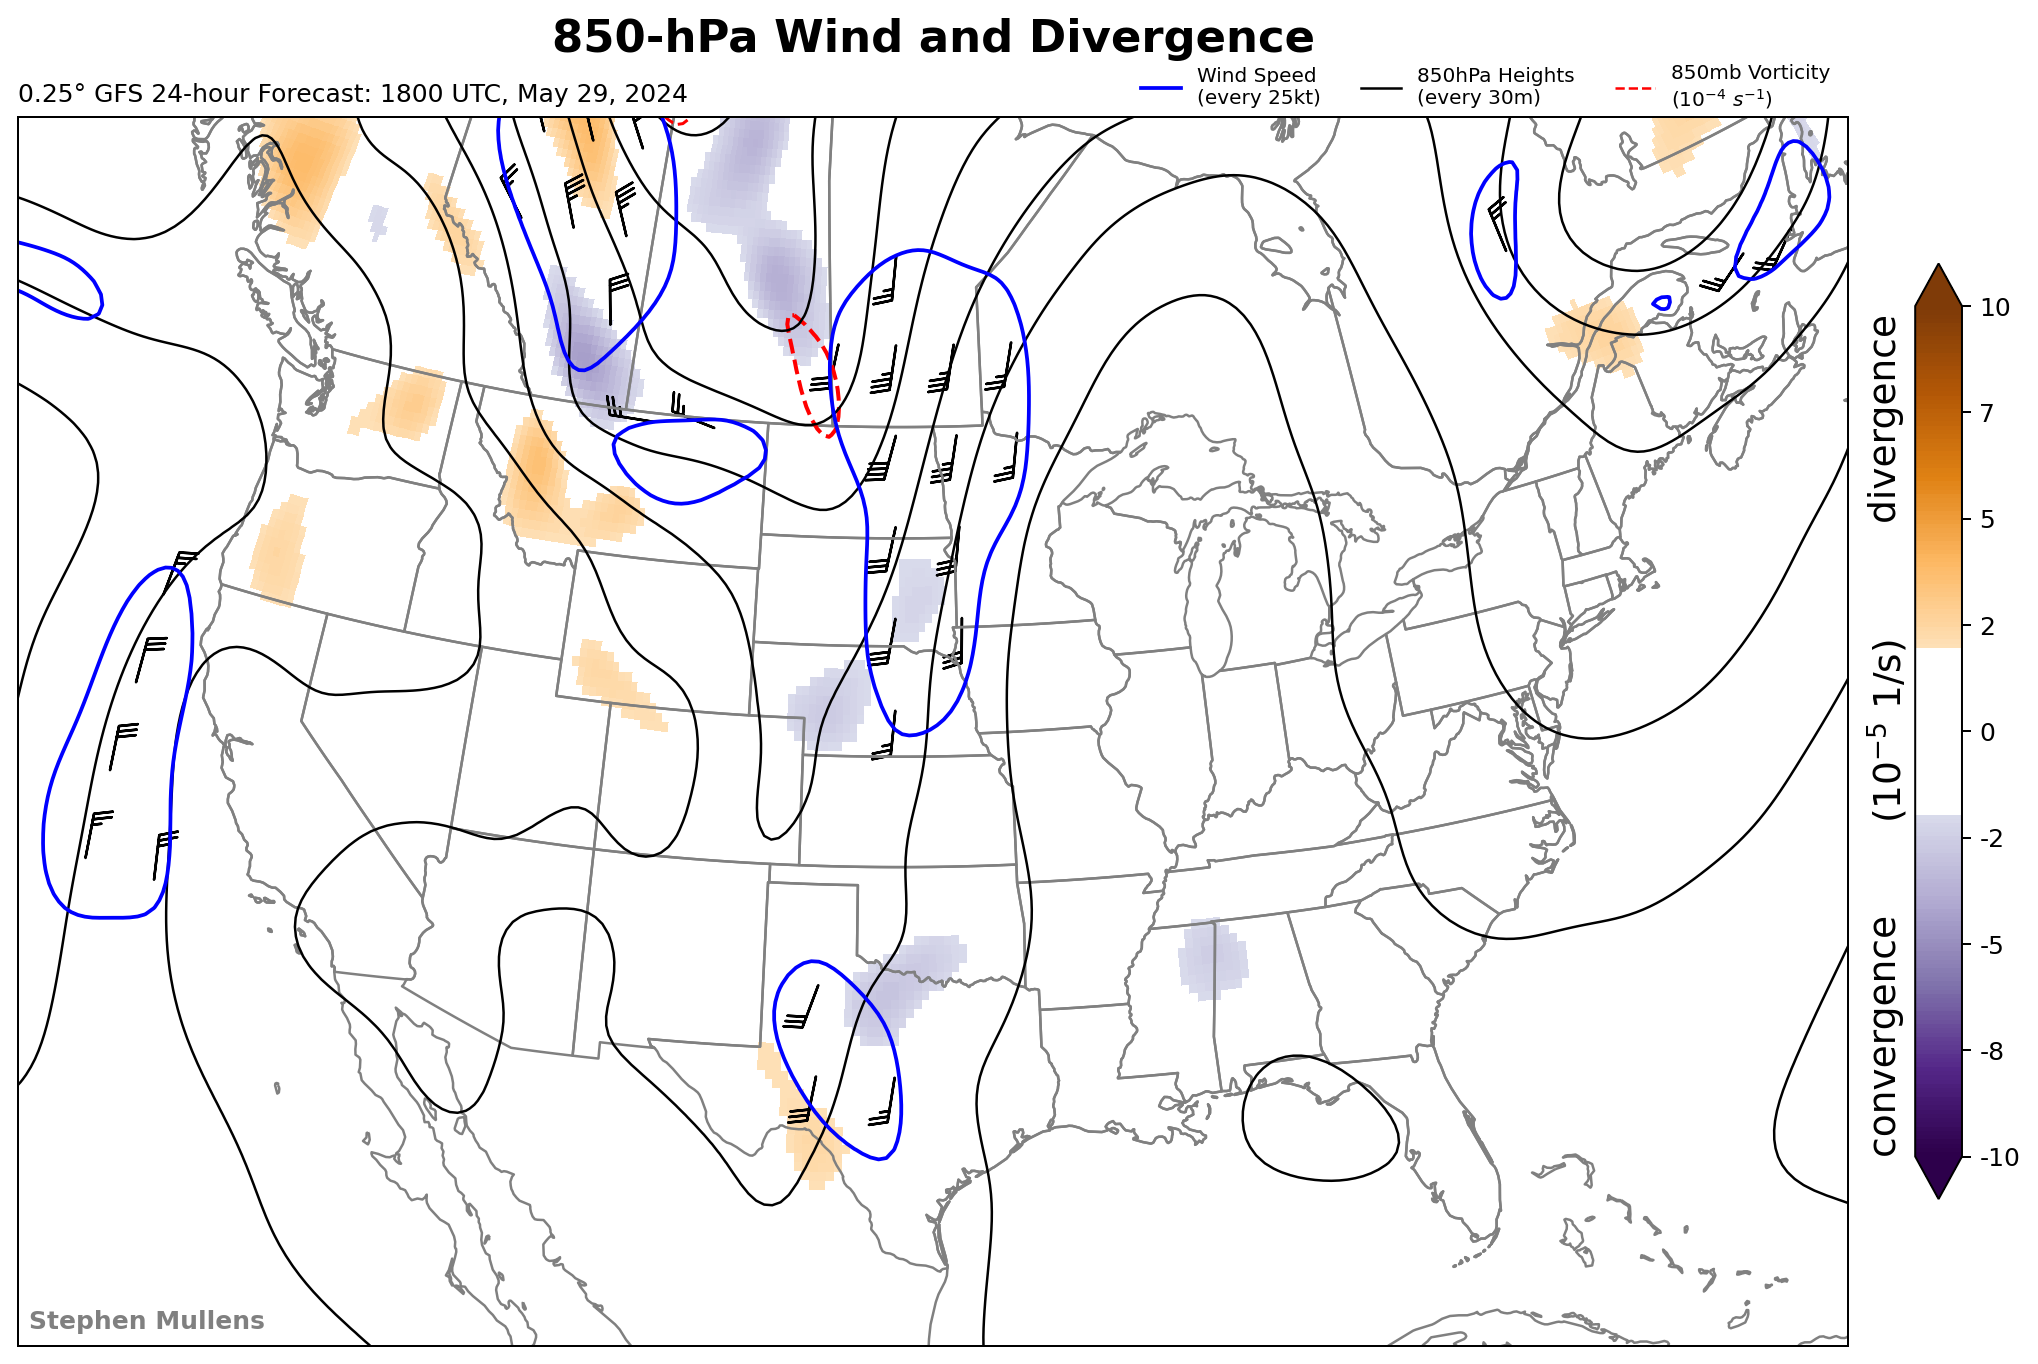 850-hPa Wind and Divergence
0.25° GFS 24-hour Forecast: 1800 UTC, May 29, 2024
Wind Speed
(every 25kt)
850hPa Heights
(every 30m)
850mb Vorticity
(10⁻⁴ s⁻¹)
10
7
5
2
0
-2
-5
-8
-10
convergence (10⁻⁵ 1/s) divergence
Stephen Mullens